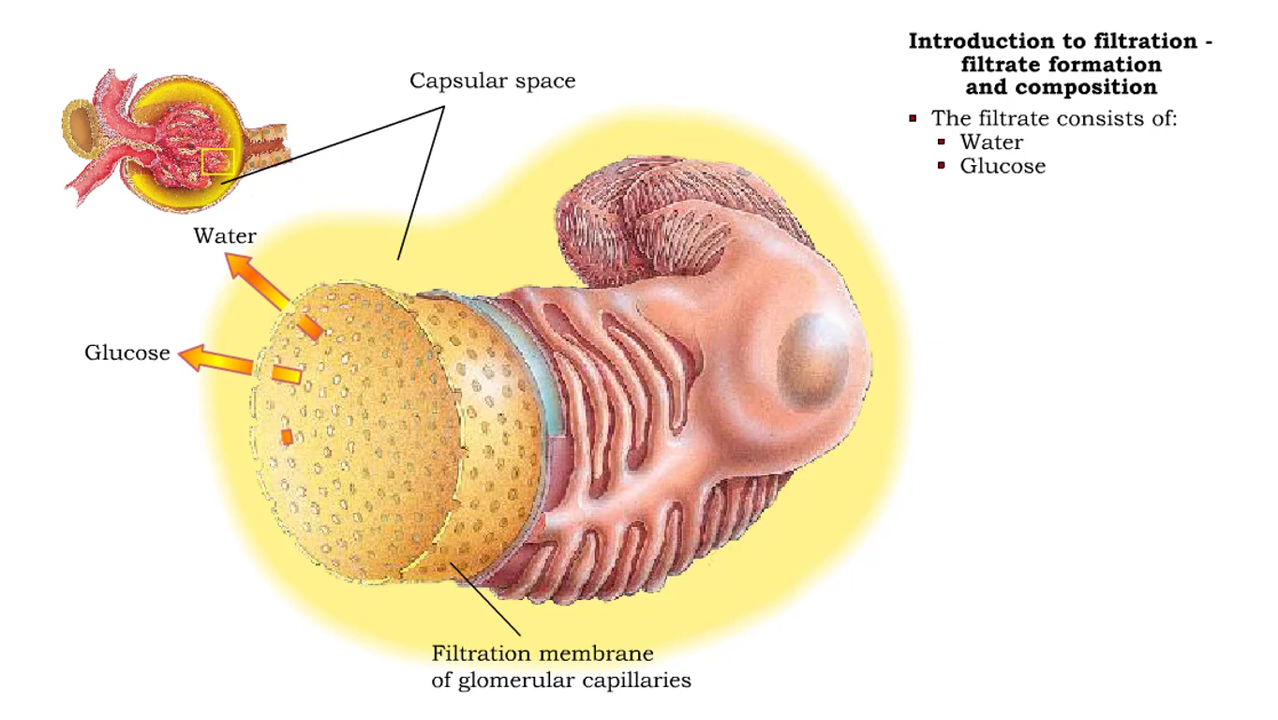 Introduction to filtration -
filtrate formation
and composition
The filtrate consists of:
Water
Glucose
Capsular space
Water
Glucose
Filtration membrane
of glomerular capillaries